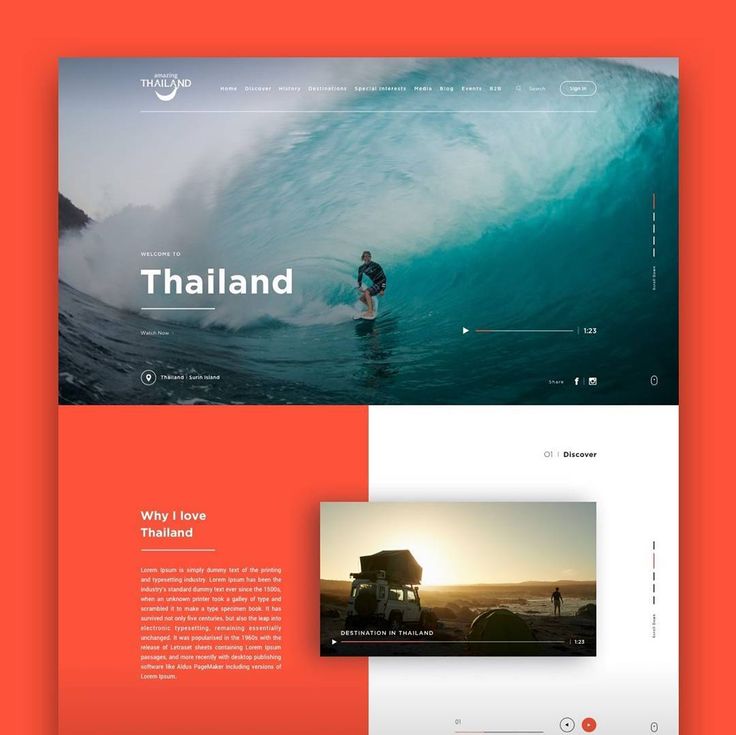 amazing
THAILAND
Home Discover History Destinations Special Interests Media Blog Events B2B Search Sign In
WELCOME TO
Thailand
Scroll Down
Watch Now
1:23
Thailand - Surin Island
Share
01 | Discover
Why I love
Thailand
Lorem Ipsum is simply dummy text of the printing
and typesetting industry. Lorem Ipsum has been the
industry's standard dummy text ever since the 1500s,
when an unknown printer took a galley of type and
scrambled it to make a type specimen book. It has
survived not only five centuries, but also the leap into
electronic typesetting, remaining essentially
unchanged. It was popularised in the 1960s with the
release of Letraset sheets containing Lorem Ipsum
passages, and more recently with desktop publishing
software like Aldus PageMaker including versions of
Lorem Ipsum.
DESTINATION IN THAILAND
1:23
Scroll Down
01